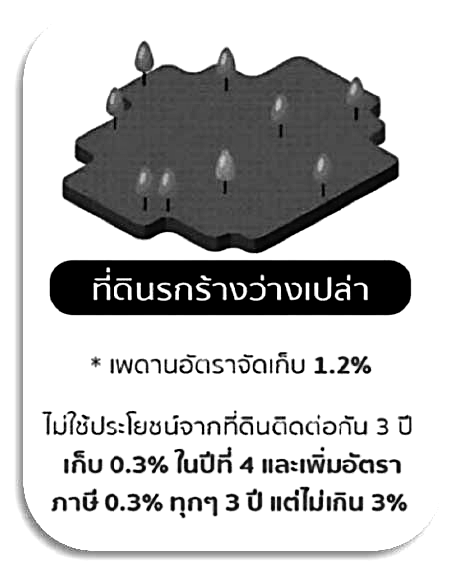 ที่ดินรกร้างว่างเปล่า
* เพดานอัตราจัดเก็บ 1.2%
ไม่ใช้ประโยชน์จากที่ดินติดต่อกัน 3 ปี
เก็บ 0.3% ในปีที่ 4 และเพิ่มอัตรา
ภาษี 0.3% ทุกๆ 3 ปี แต่ไม่เกิน 3%